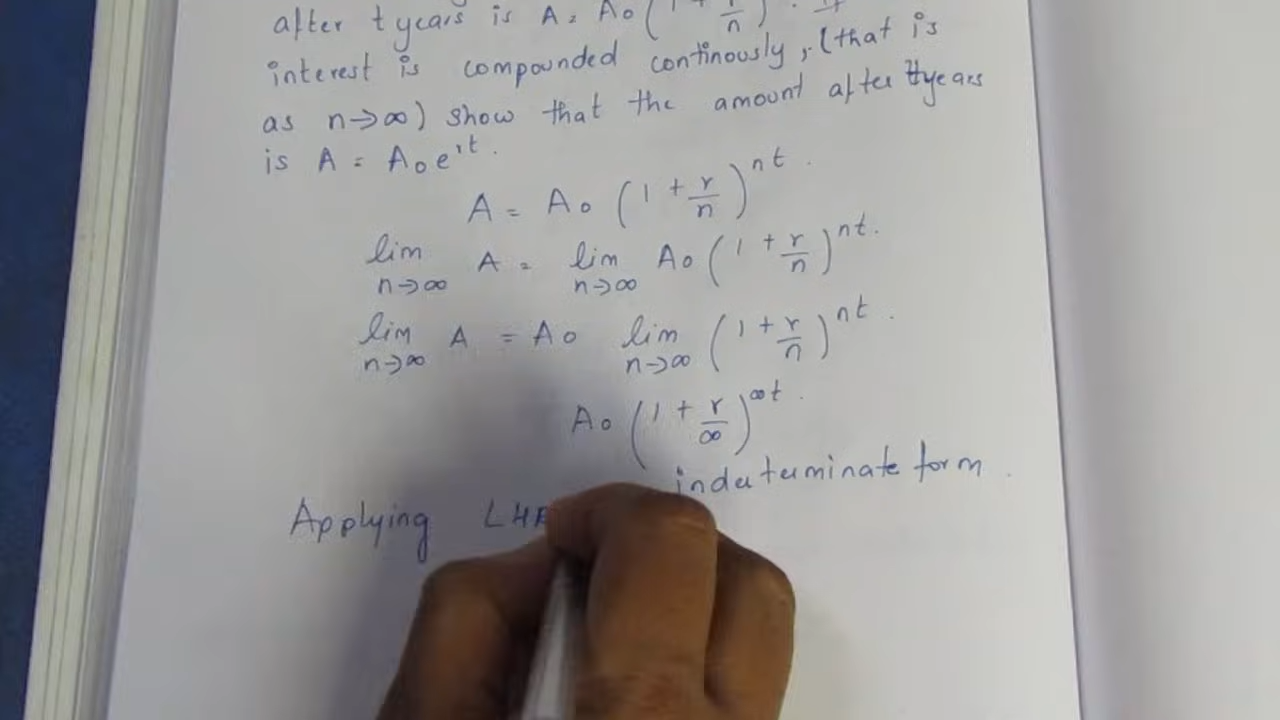 after t years is A = A₀(1 + r/n)
interest is compounded continously, (that is
as n→∞) show that the amount after t years
is A = A₀e^rt.
A = A₀ (1 + r/n)^nt.
lim n→∞ A = lim n→∞ A₀ (1 + r/n)^nt.
lim n→∞ A = A₀ lim n→∞ (1 + r/n)^nt.
A₀ (1 + r/∞)^∞t.
indeterminate form.
Applying LH